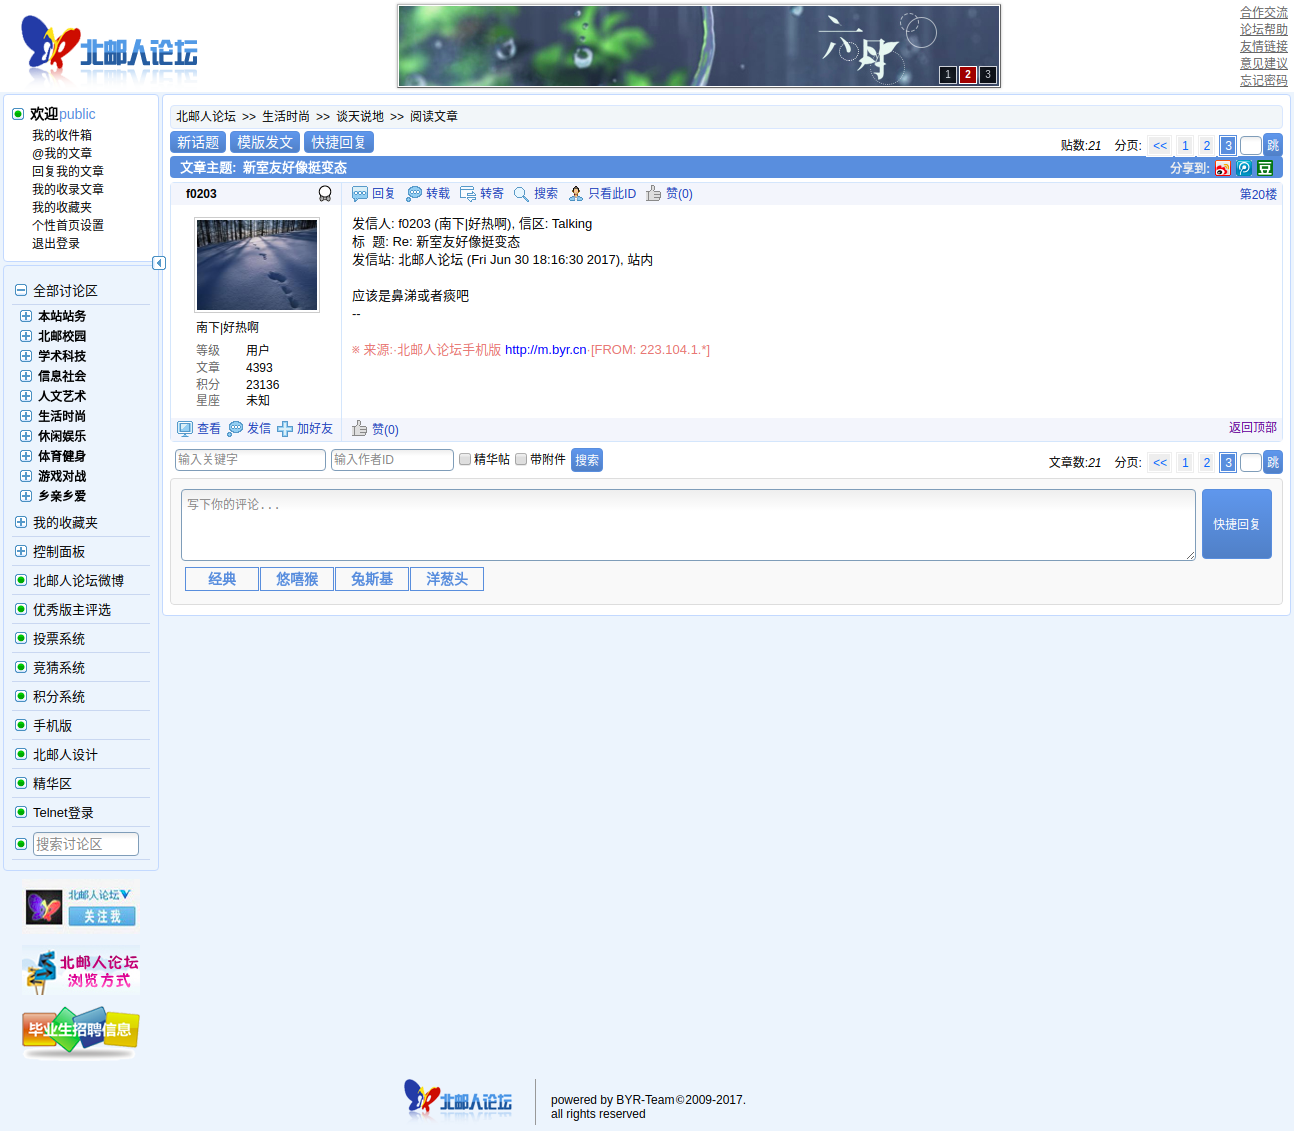 北邮人论坛
六月
1 2 3
合作交流
论坛帮助
友情链接
意见建议
忘记密码
欢迎public
我的收件箱
@我的文章
回复我的文章
我的收录文章
我的收藏夹
个性首页设置
退出登录
全部讨论区
本站站务
北邮校园
学术科技
信息社会
人文艺术
生活时尚
休闲娱乐
体育健身
游戏对战
乡亲乡爱
我的收藏夹
控制面板
北邮人论坛微博
优秀版主评选
投票系统
竞猜系统
积分系统
手机版
北邮人设计
精华区
Telnet登录
搜索讨论区
北邮人论坛
关注我
北邮人论坛
浏览方式
毕业生招聘信息
北邮人论坛 >> 生活时尚 >> 谈天说地 >> 阅读文章
新话题 模版发文 快捷回复 贴数:21 分页: << 1 2 3 跳
文章主题: 新室友好像挺变态 分享到: 豆
f0203 回复 转载 转寄 搜索 只看此ID 赞(0) 第20楼
发信人: f0203 (南下|好热啊), 信区: Talking
标 题: Re: 新室友好像挺变态
发信站: 北邮人论坛 (Fri Jun 30 18:16:30 2017), 站内
应该是鼻涕或者痰吧
--
※ 来源:·北邮人论坛手机版 http://m.byr.cn·[FROM: 223.104.1.*]
南下|好热啊
等级 用户
文章 4393
积分 23136
星座 未知
查看 发信 加好友 赞(0) 返回顶部
输入关键字 输入作者ID 精华帖 带附件 搜索 文章数:21 分页: << 1 2 3 跳
写下你的评论...
快捷回复
经典 悠嘻猴 兔斯基 洋葱头
北邮人论坛
powered by BYR-Team©2009-2017.
all rights reserved